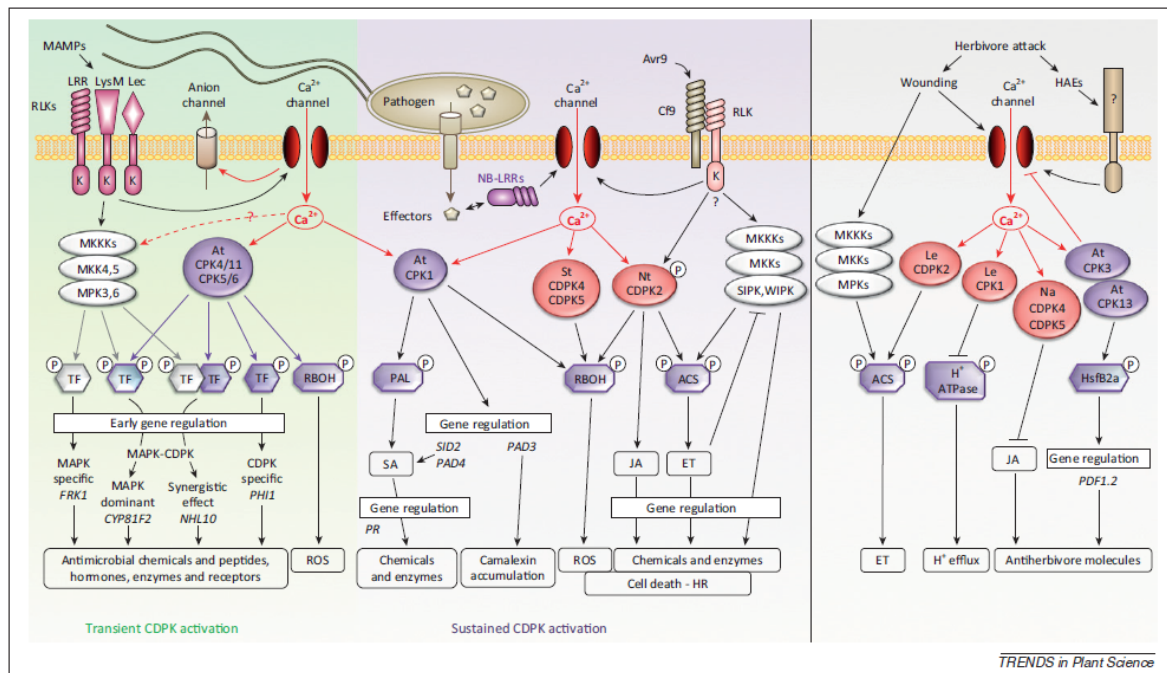 MAMPs
LRR LysM Lec
RLKs
Anion
channel
Ca2+
channel
K
K
K
?
Ca2+
MKKKs
MKK4,5
MPK3,6
At
CPK4/11
CPK5/6
P
TF
P
TF
P
TF
TF
P
TF
P
RBOH
P
Early gene regulation
MAPK
specific
FRK1
MAPK-CDPK
MAPK
dominant
CYP81F2
Synergistic
effect
NHL10
CDPK
specific
PHI1
Antimicrobial chemicals and peptides,
hormones, enzymes and receptors
ROS
Transient CDPK activation
Pathogen
Effectors
NB-LRRs
Ca2+
channel
Avr9
Cf9
RLK
K
?
Ca2+
At
CPK1
St
CDPK4
CDPK5
Nt
CDPK2
P
MKKKs
MKKs
SIPK,WIPK
P
PAL
RBOH
P
P
ACS
P
Gene regulation
SID2
PAD4
PAD3
SA
JA
ET
Gene regulation
PR
Gene regulation
Chemicals
and enzymes
Camalexin
accumulation
ROS
Chemicals and enzymes
Cell death - HR
Sustained CDPK activation
Herbivore attack
Wounding
Ca2+
channel
HAEs
?
Ca2+
MKKKs
MKKs
MPKs
Le
CDPK2
Le
CPK1
Na
CDPK4
CDPK5
At
CPK3
At
CPK13
P
ACS
P
P
H+
ATPase
P
P
HsfB2a
JA
Gene regulation
PDF1.2
ET
H+ efflux
Antiherbivore molecules
TRENDS in Plant Science